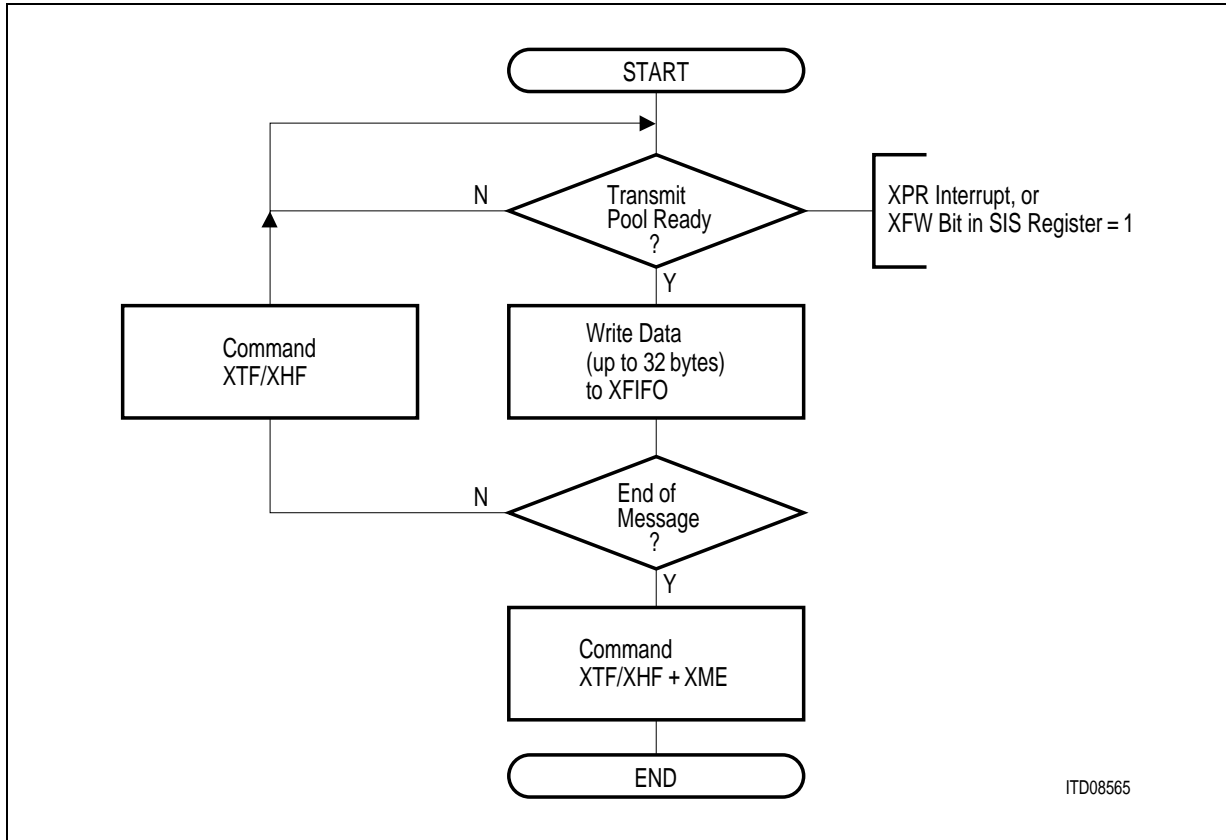 START
N
Transmit
Pool Ready
?
XPR Interrupt, or
XFW Bit in SIS Register = 1
Y
Command
XTF/XHF
Write Data
(up to 32 bytes)
to XFIFO
N
End of
Message
?
Y
Command
XTF/XHF + XME
END
ITD08565